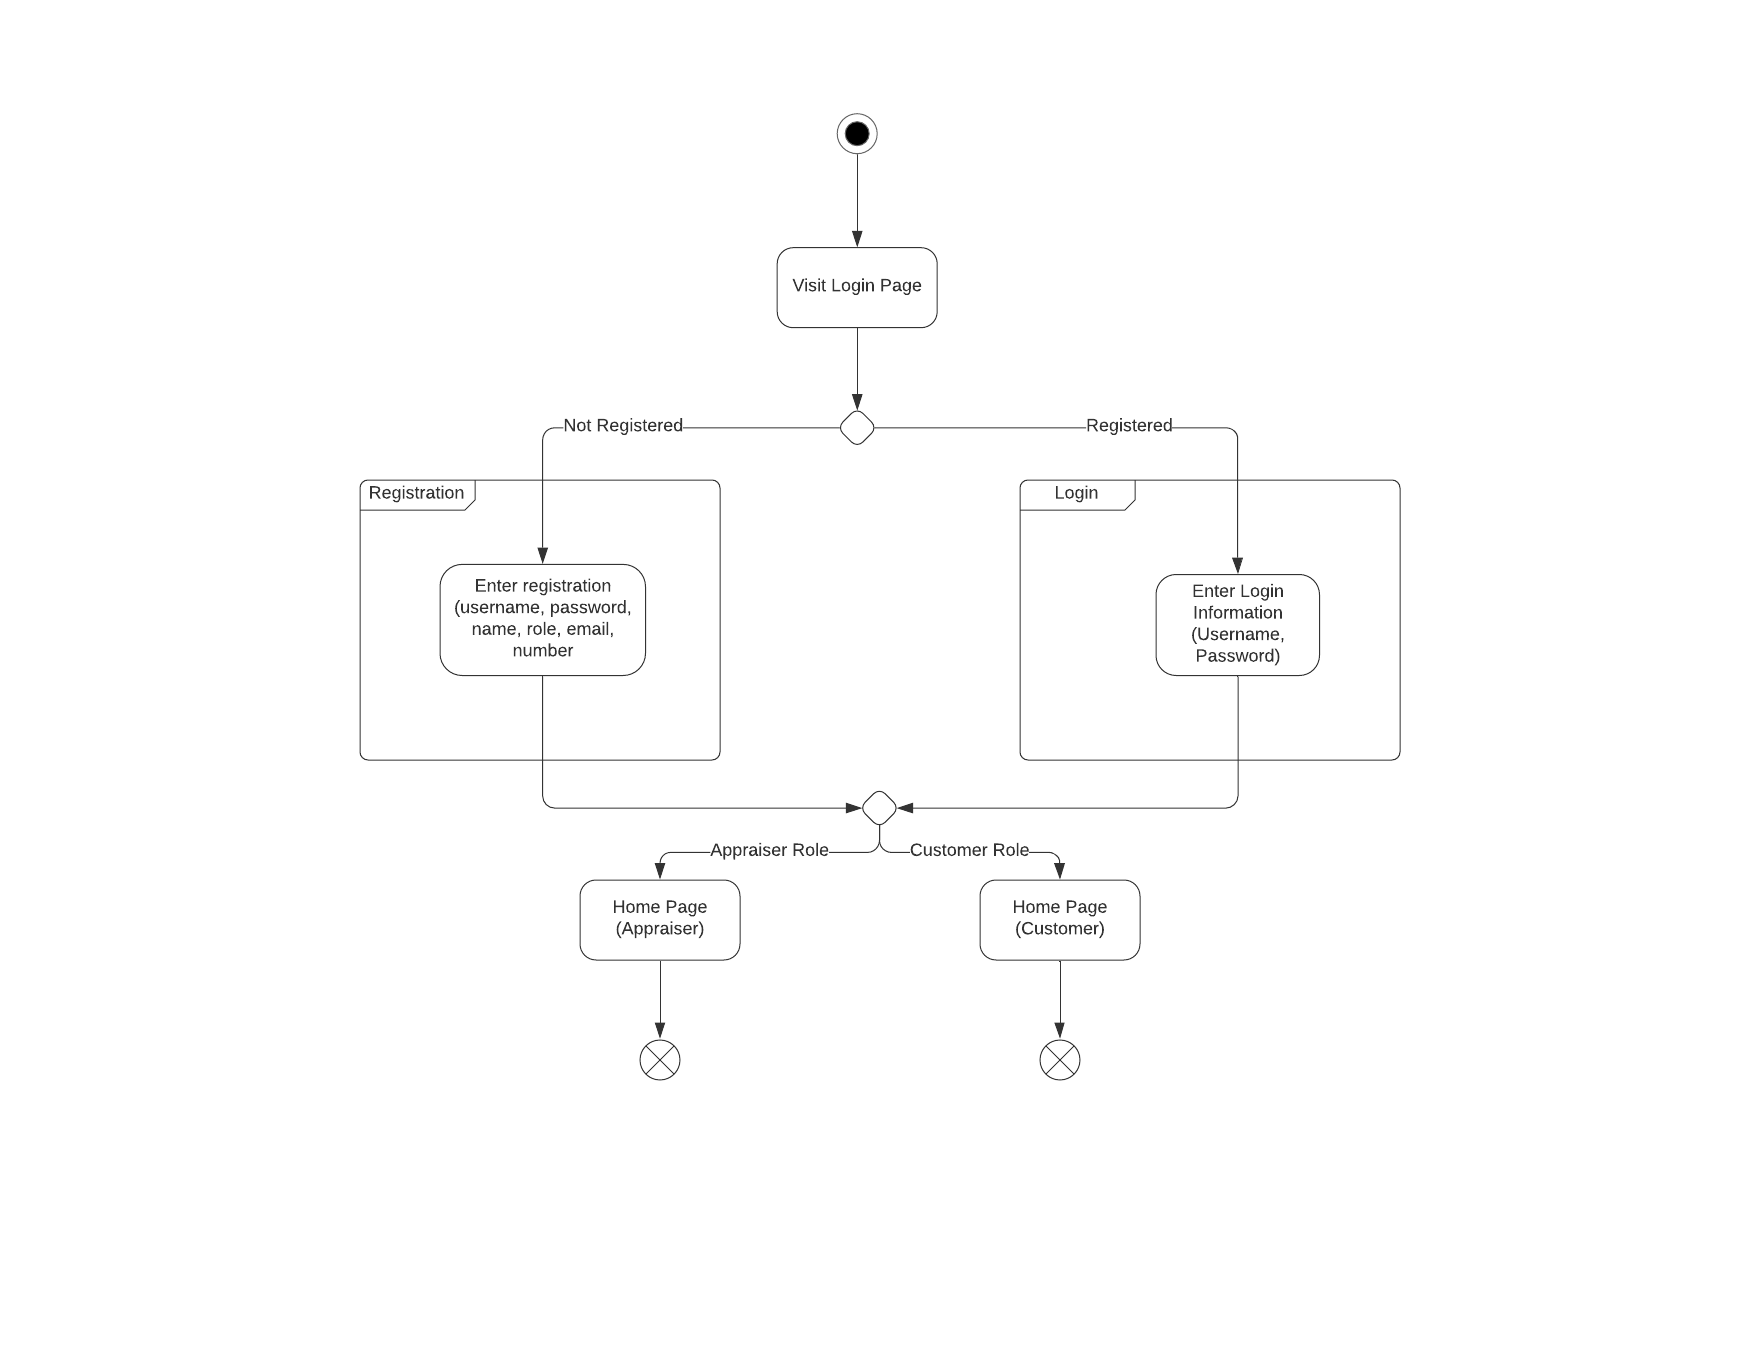 Visit Login Page
Not Registered
Registered
Registration
Login
Enter registration
(username, password,
name, role, email,
number
Enter Login
Information
(Username,
Password)
Appraiser Role
Customer Role
Home Page
(Appraiser)
Home Page
(Customer)